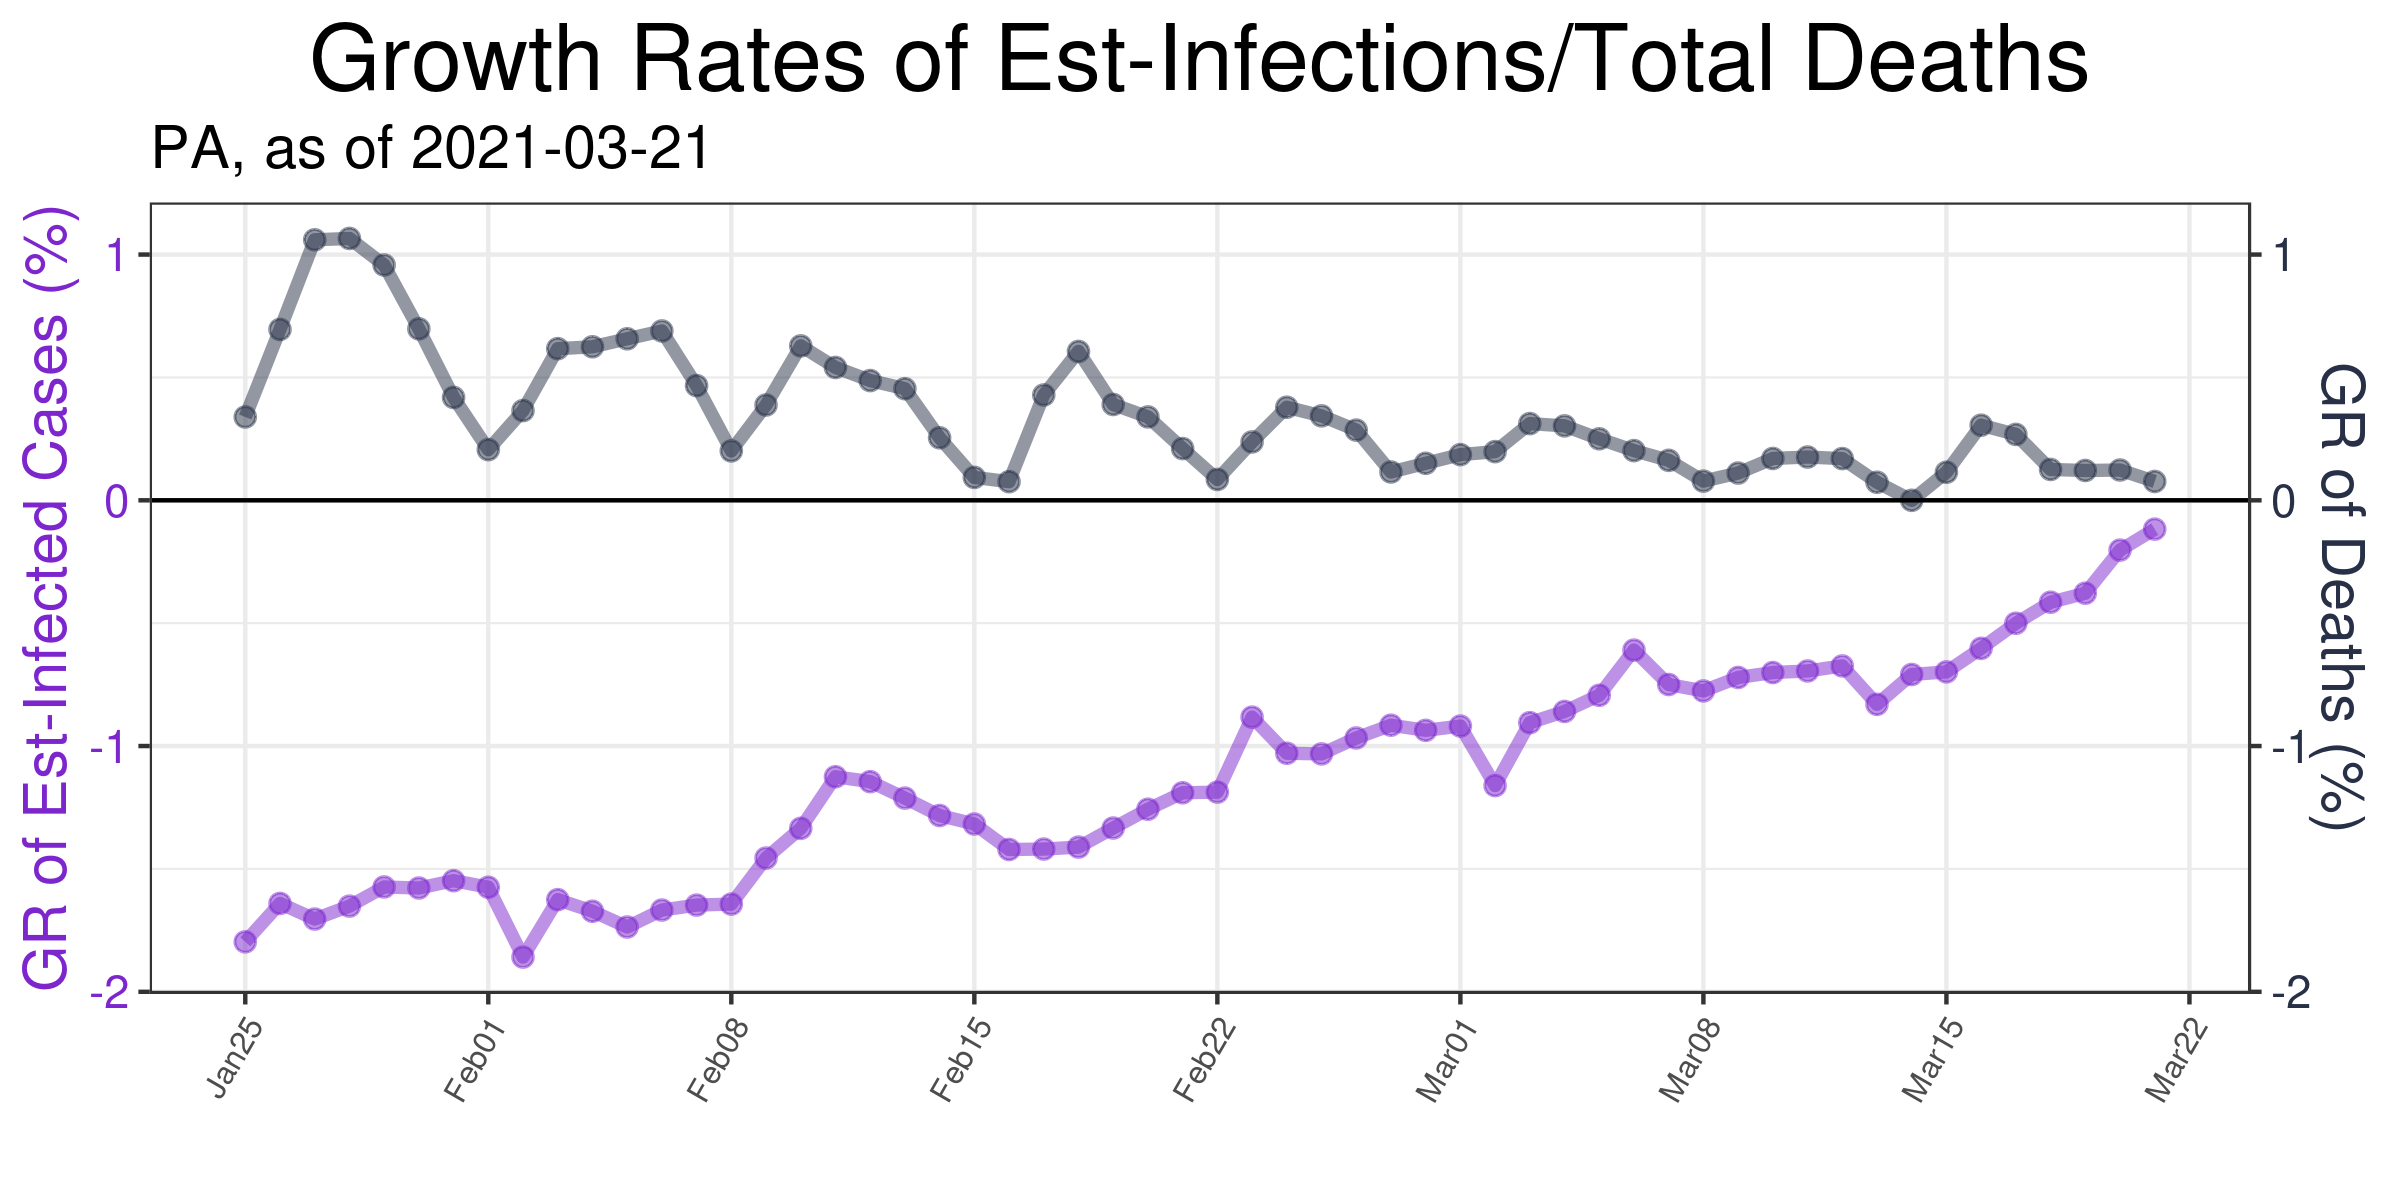 Growth Rates of Est-Infections/Total Deaths
PA, as of 2021-03-21
GR of Est-Infected Cases (%)
1
0
-1
-2
1
0
-1
-2
GR of Deaths (%)
Jan25
Feb01
Feb08
Feb15
Feb22
Mar01
Mar08
Mar15
Mar22